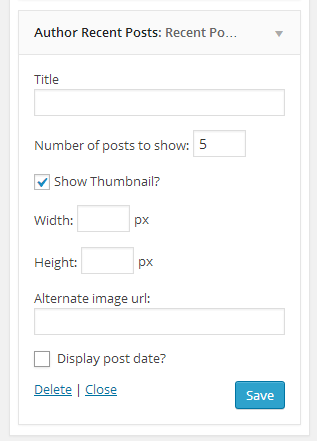 Author Recent Posts: Recent Po...
Title
Number of posts to show: 5
Show Thumbnail?
Width: px
Height: px
Alternate image url:
Display post date?
Delete | Close Save